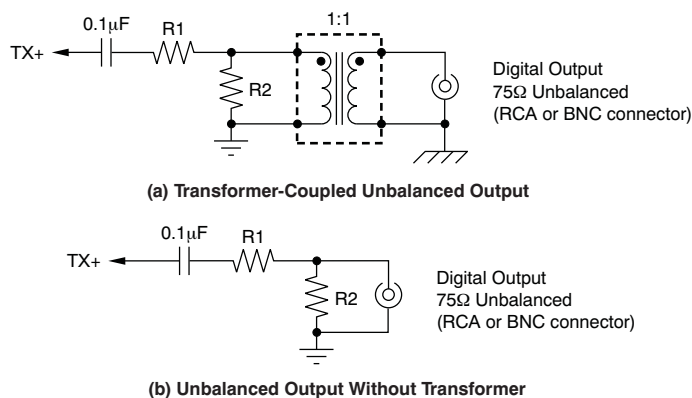 1:1
0.1µF
R1
TX+
R2
Digital Output
75Ω Unbalanced
(RCA or BNC connector)
(a) Transformer-Coupled Unbalanced Output
0.1µF
R1
TX+
R2
Digital Output
75Ω Unbalanced
(RCA or BNC connector)
(b) Unbalanced Output Without Transformer